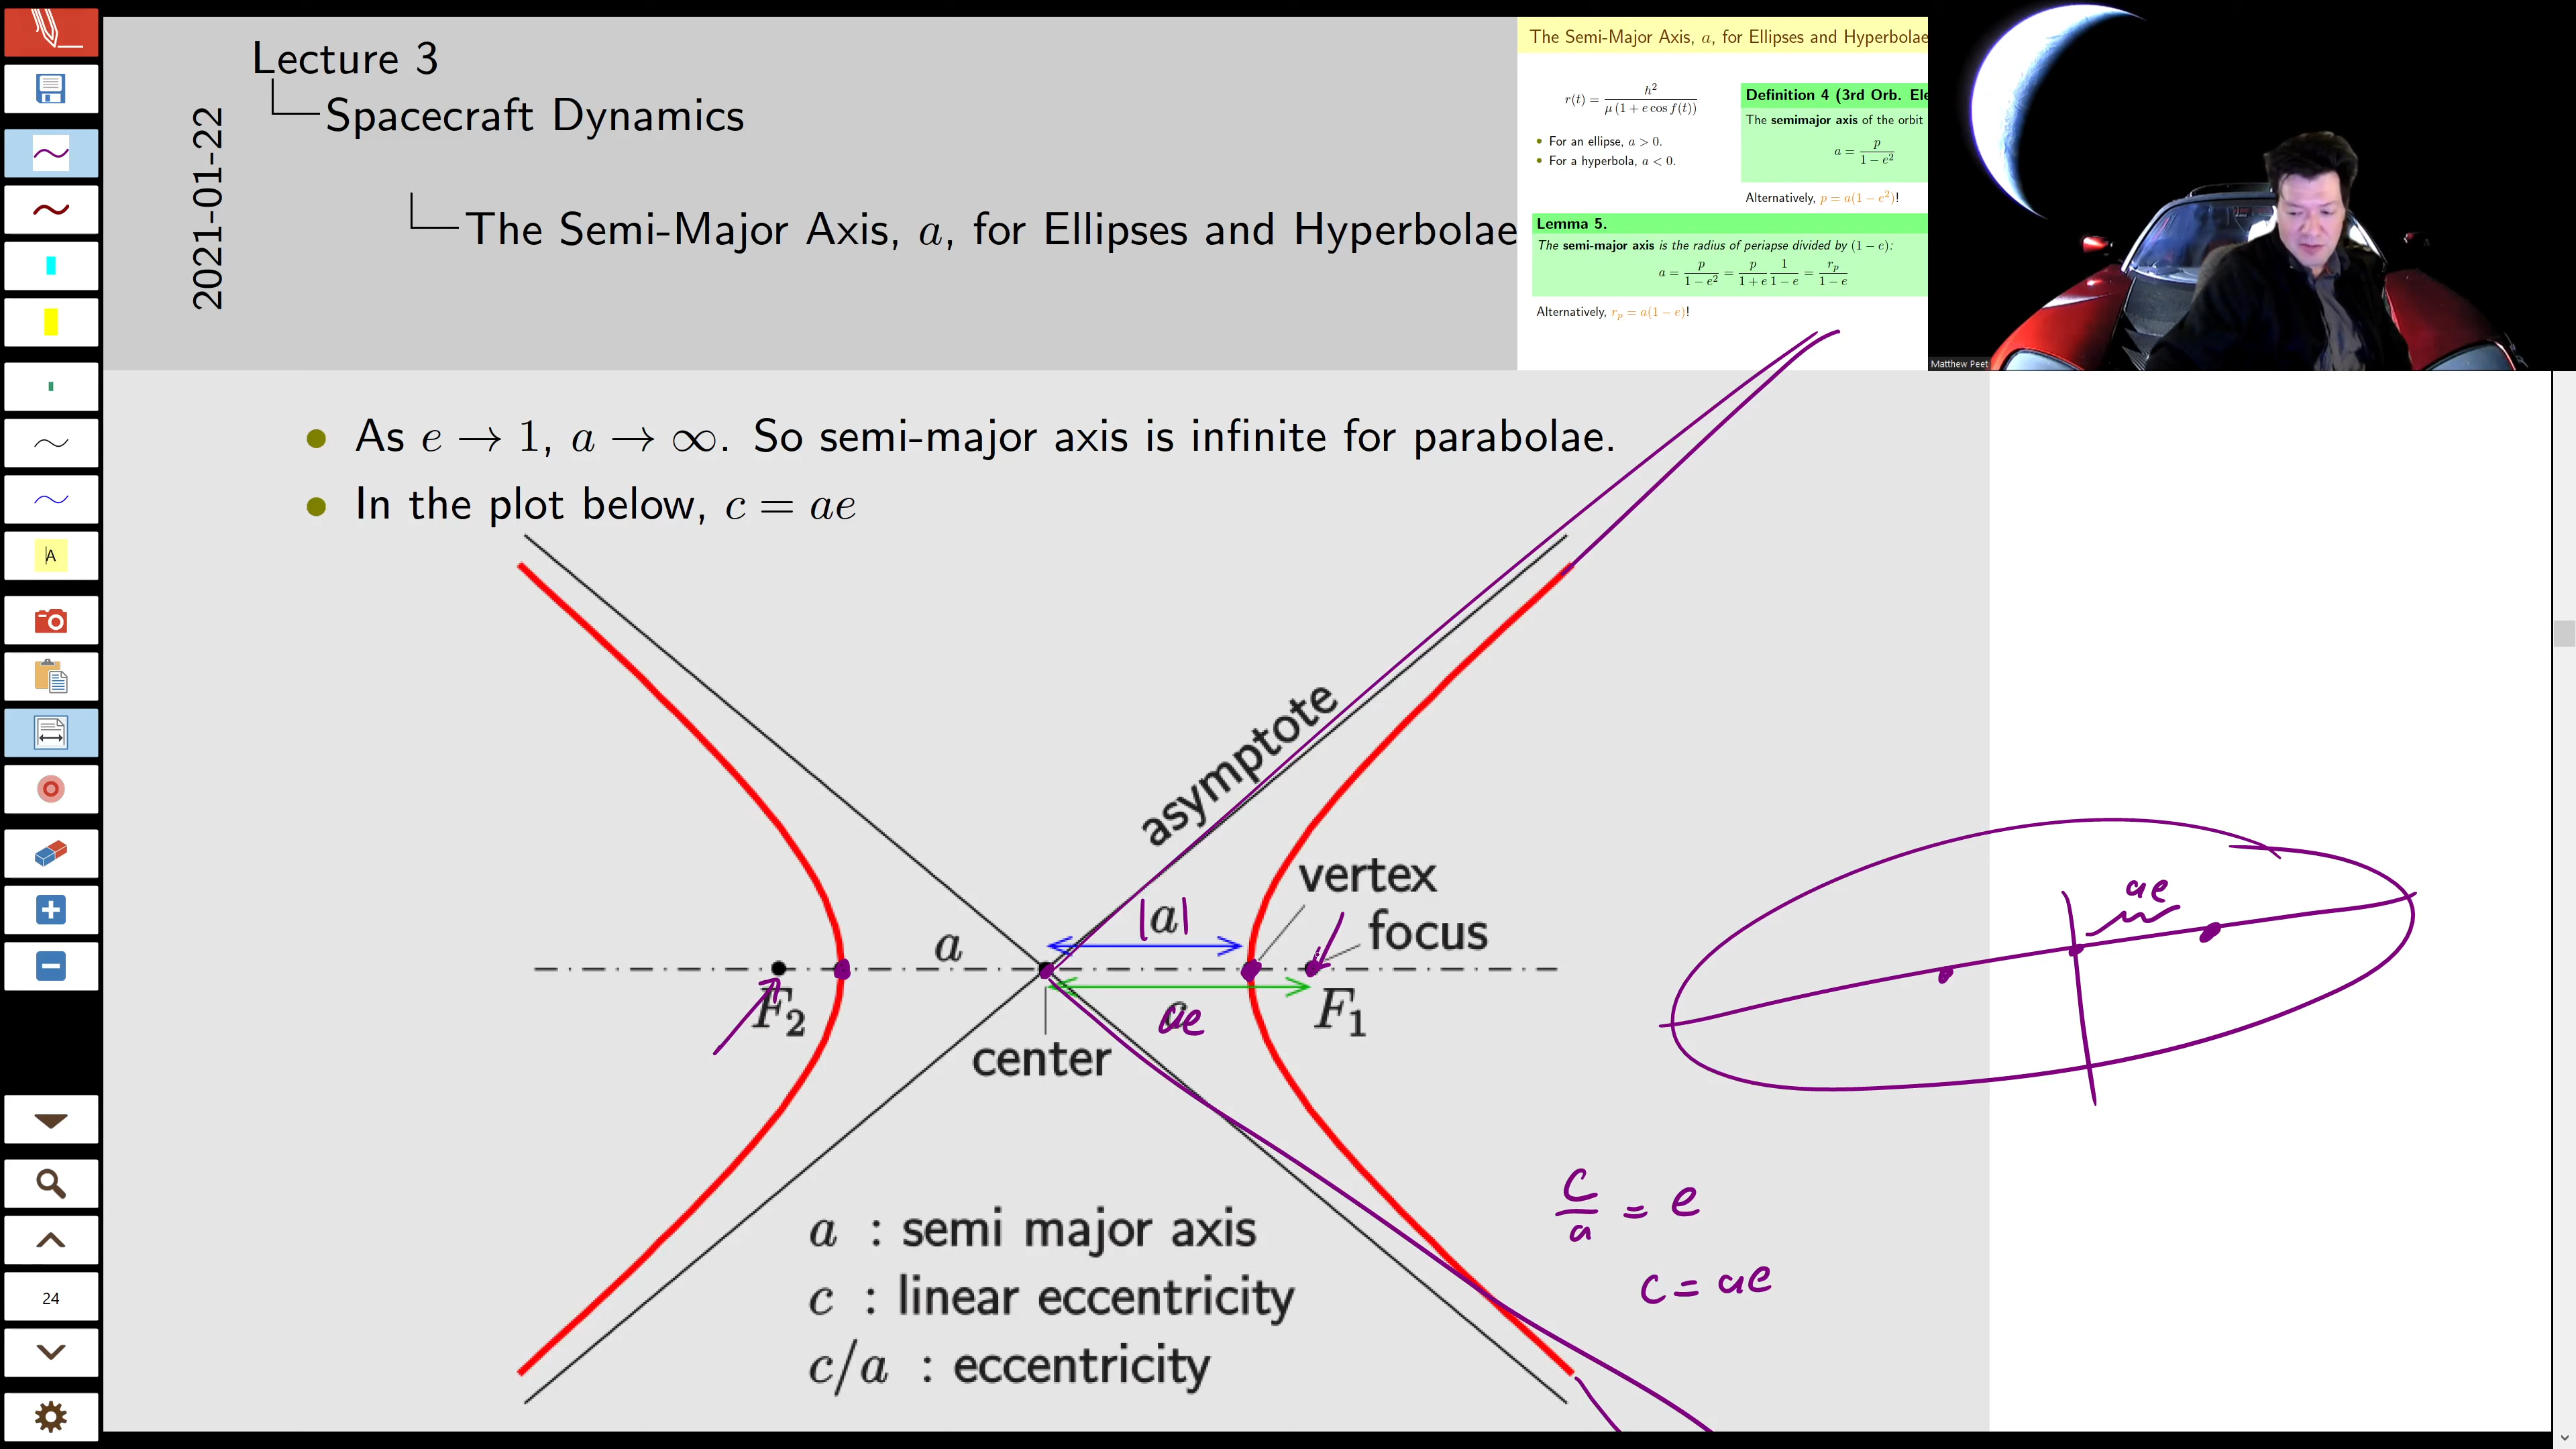 Lecture 3
Spacecraft Dynamics
The Semi-Major Axis, a, for Ellipses and Hyperbolae
2021-01-22
The Semi-Major Axis, a, for Ellipses and Hyperbolae
r(t) = h² / μ (1 + e cos f(t))
• For an ellipse, a > 0.
• For a hyperbola, a < 0.
Definition 4 (3rd Orb. Ele
The semimajor axis of the orbit
a = p / 1 − e²
Alternatively, p = a(1 − e²)!
Lemma 5.
The semi-major axis is the radius of periapse divided by (1 − e):
a = p / 1 − e² = p / 1 + e 1 / 1 − e = r_p / 1 − e
Alternatively, r_p = a(1 − e)!
Matthew Peet
• As e → 1, a → ∞. So semi-major axis is infinite for parabolae.
• In the plot below, c = ae
asymptote
vertex
focus
|a|
a
F₂
ae
F₁
center
ae
a : semi major axis
c : linear eccentricity
c/a : eccentricity
c / a = e
c = ae
A
24